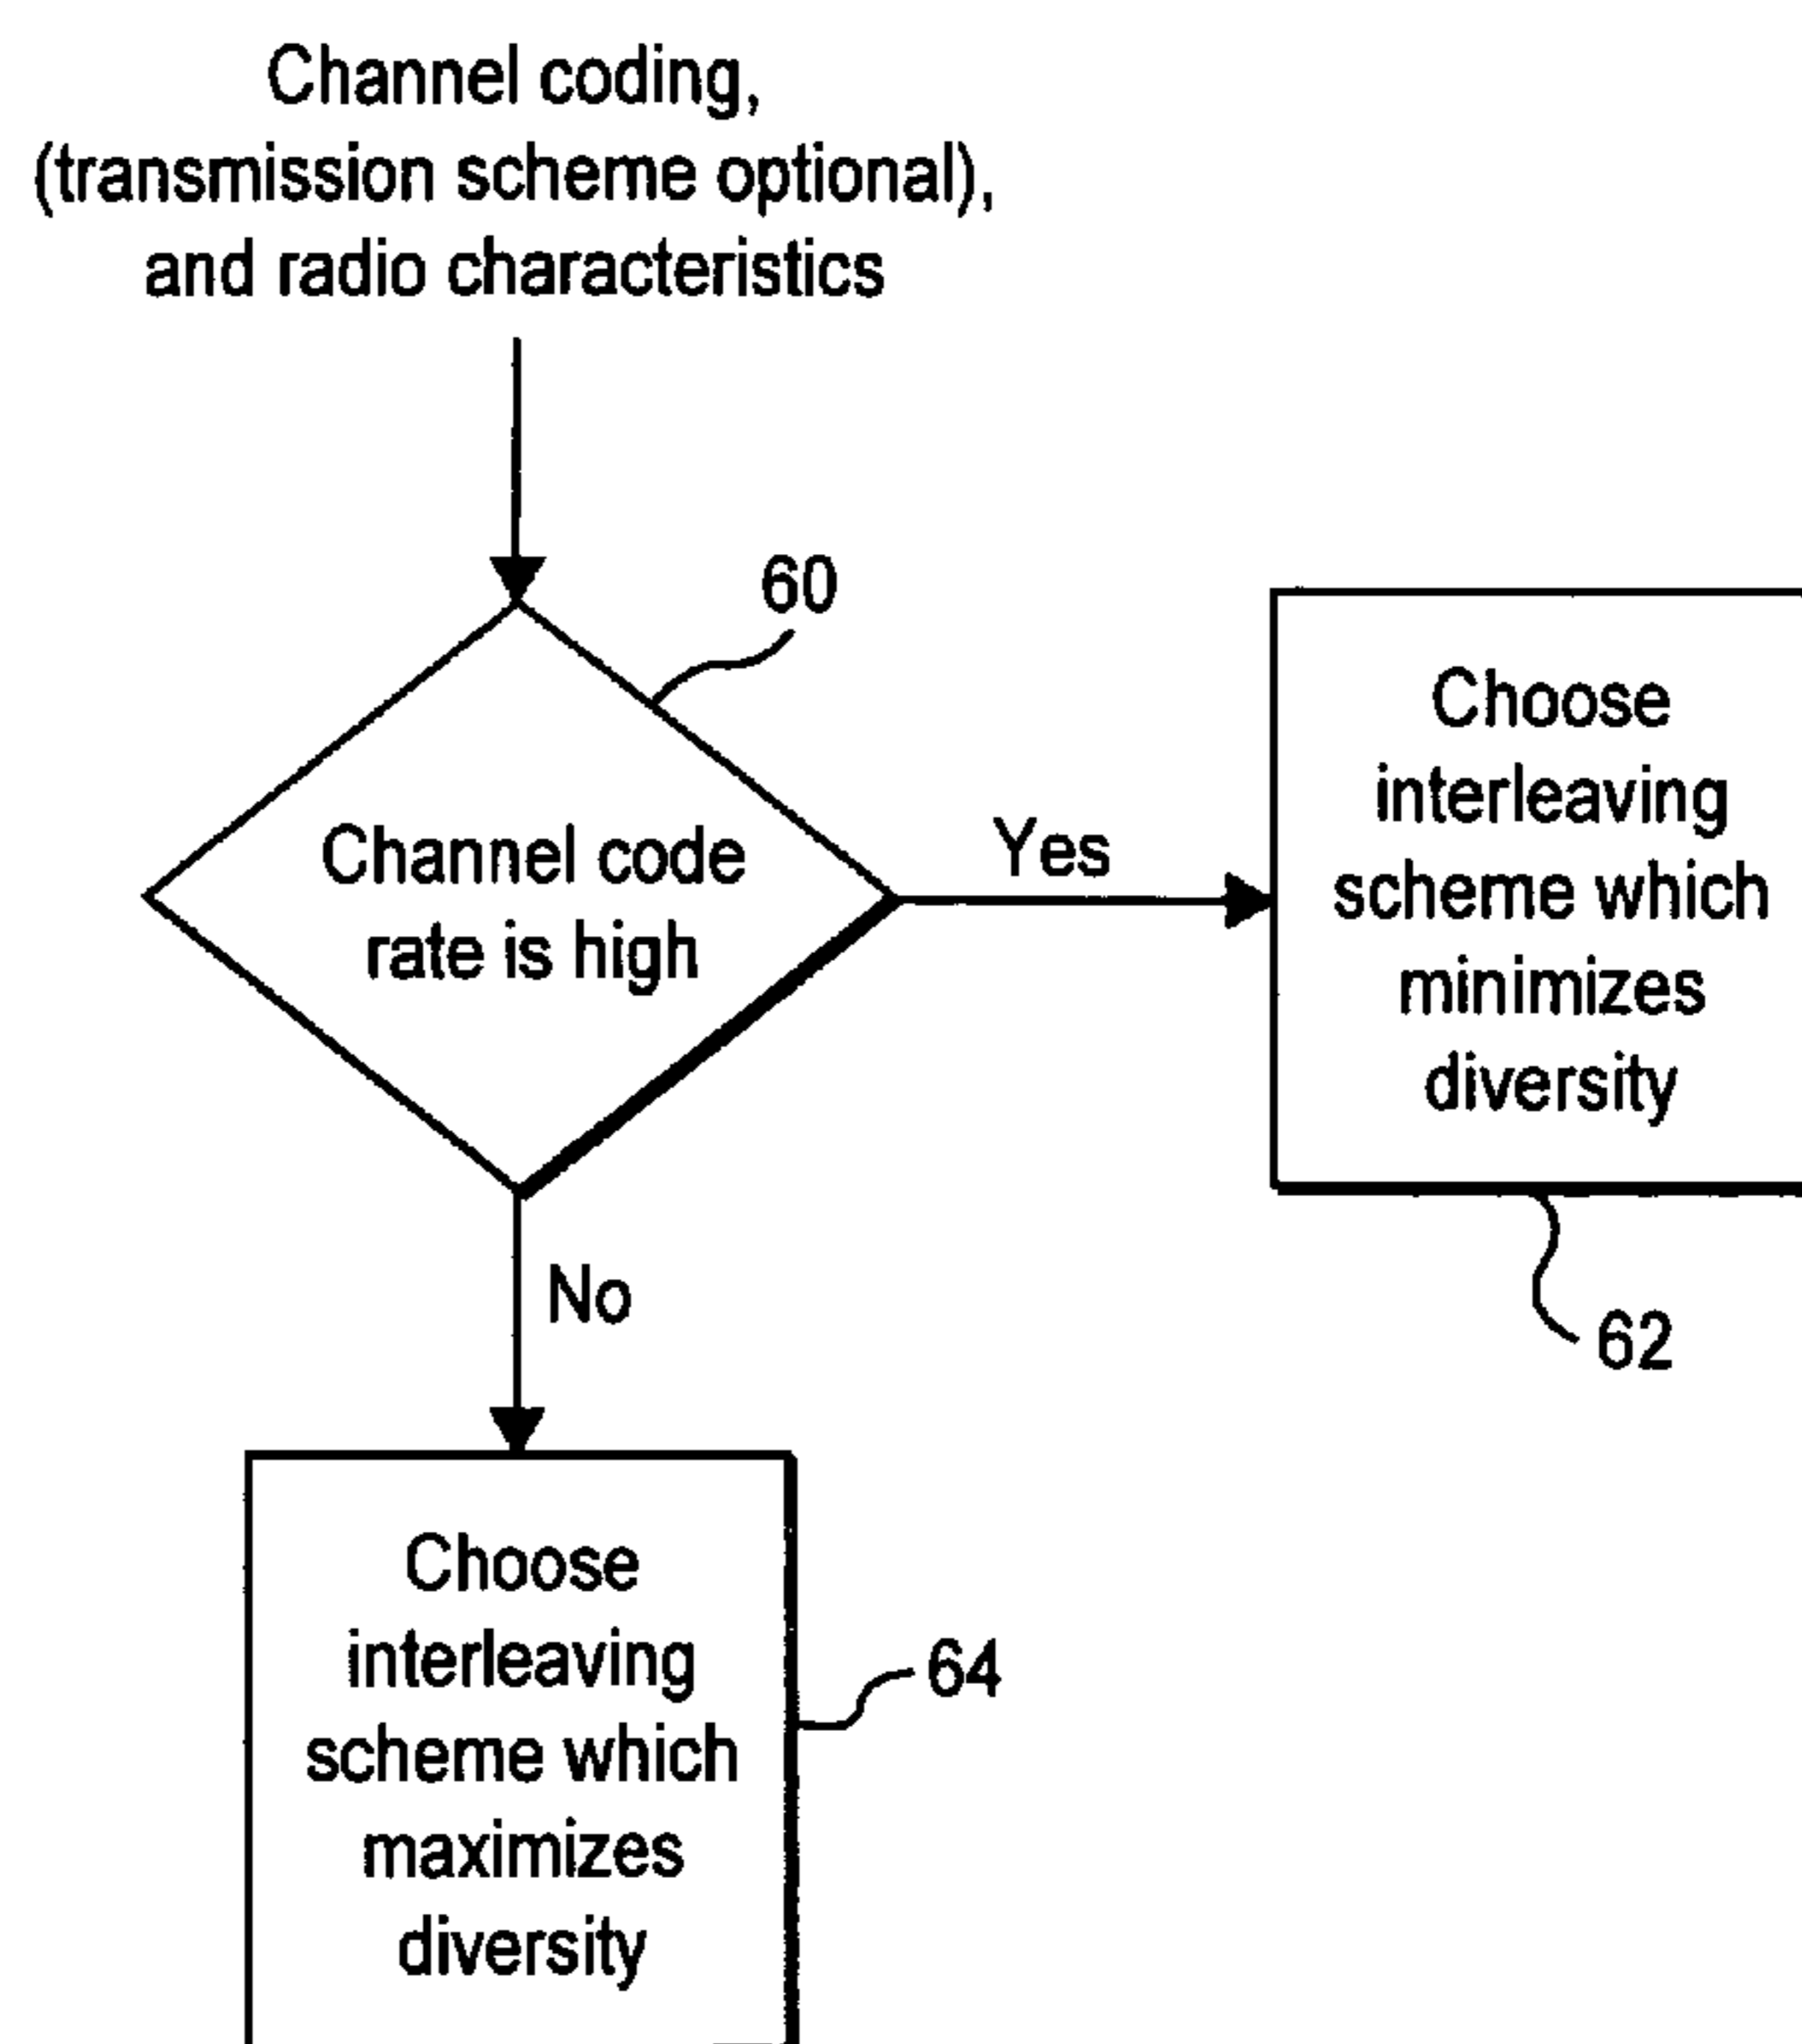 Channel coding,
(transmission scheme optional),
and radio characteristics
60
Channel code
rate is high
Yes
Choose
interleaving
scheme which
minimizes
diversity
62
No
Choose
interleaving
scheme which
maximizes
diversity
64